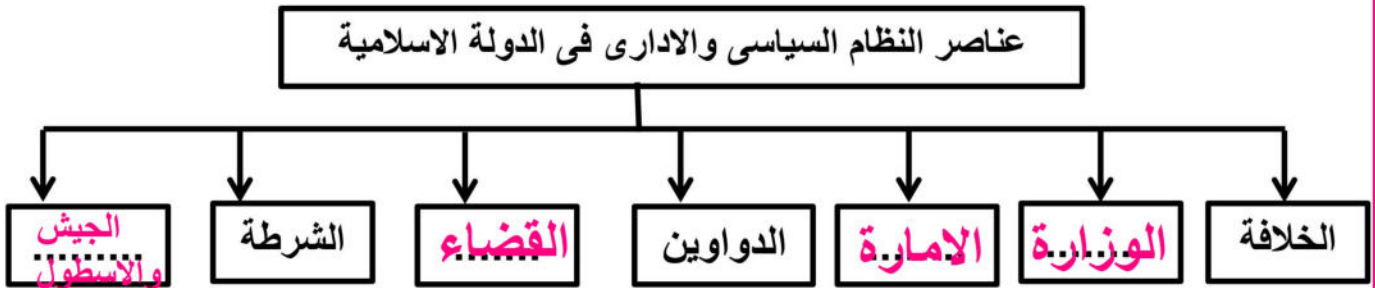 عناصر النظام السياسى والادارى فى الدولة الاسلامية
الخلافة
الوزارة
الامارة
الدواوين
القضاء
الشرطة
الجيش
والاسطول